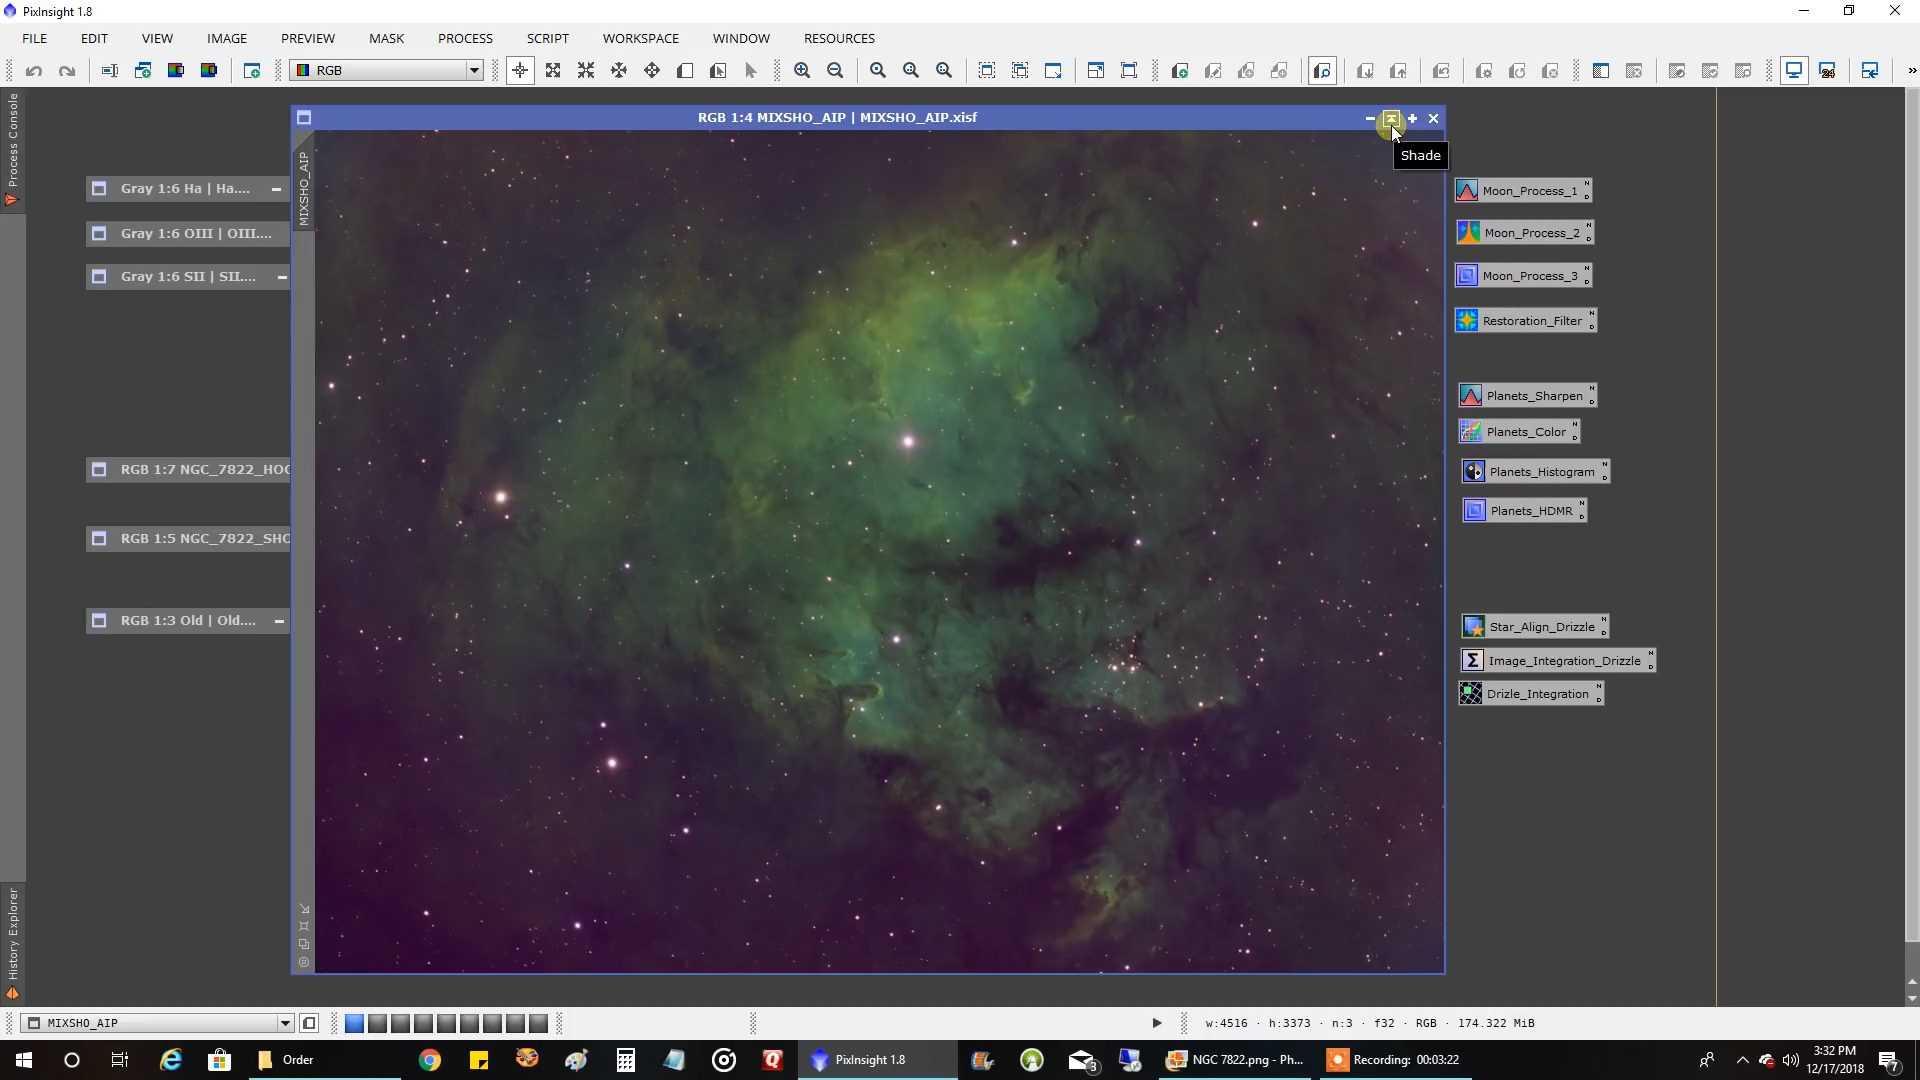 PixInsight 1.8
FILE EDIT VIEW IMAGE PREVIEW MASK PROCESS SCRIPT WORKSPACE WINDOW RESOURCES
RGB
24
»
Process Console
RGB 1:4 MIXSHO_AIP | MIXSHO_AIP.xisf
Shade
MIXSHO_AIP
Gray 1:6 Ha | Ha....
Gray 1:6 OIII | OIII....
Gray 1:6 SII | SII....
RGB 1:7 NGC_7822_HOO
RGB 1:5 NGC_7822_SHO
RGB 1:3 Old | Old....
Moon_Process_1
Moon_Process_2
Moon_Process_3
Restoration_Filter
Planets_Sharpen
Planets_Color
Planets_Histogram
Planets_HDMR
Star_Align_Drizzle
Image_Integration_Drizzle
Drizle_Integration
History Explorer
MIXSHO_AIP
w:4516 · h:3373 · n:3 · f32 · RGB · 174.322 MiB
Order
PixInsight 1.8
3
NGC 7822.png - Ph...
Recording: 00:03:22
3:32 PM
12/17/2018
7